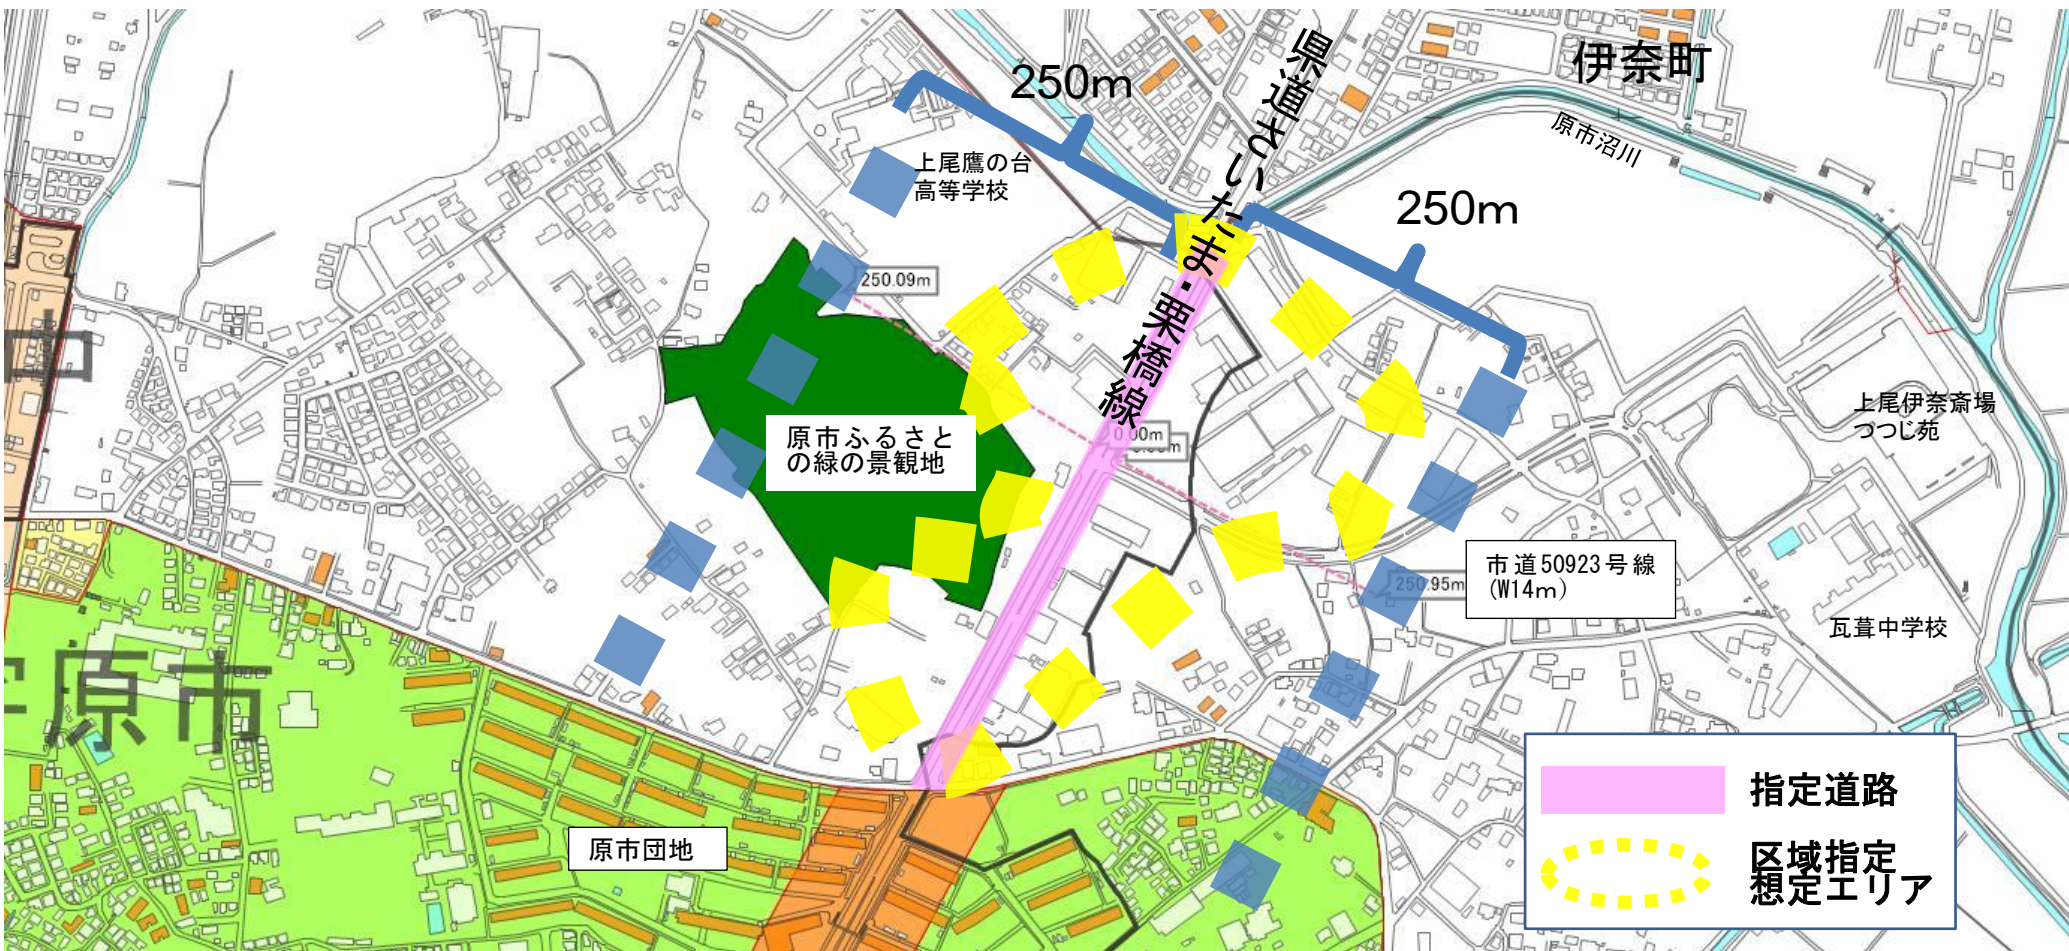 250m
県道さいたま・栗橋線
伊奈町
原市沼川
上尾鷹の台
高等学校
250m
250.09m
原市ふるさと
の緑の景観地
0.00m
上尾伊奈斎場
つつじ苑
250.95m
市道50923号線
(W14m)
瓦葺中学校
原市
原市団地
指定道路
区域指定
想定エリア